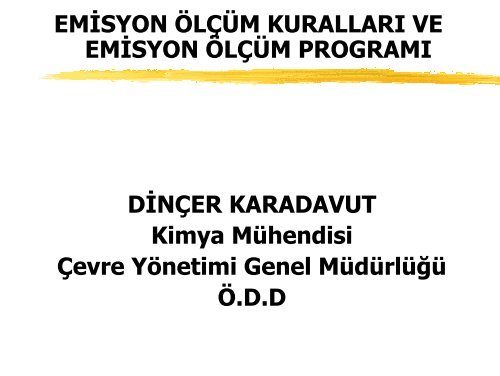 EMİSYON ÖLÇÜM KURALLARI VE
EMİSYON ÖLÇÜM PROGRAMI
DİNÇER KARADAVUT
Kimya Mühendisi
Çevre Yönetimi Genel Müdürlüğü
Ö.D.D